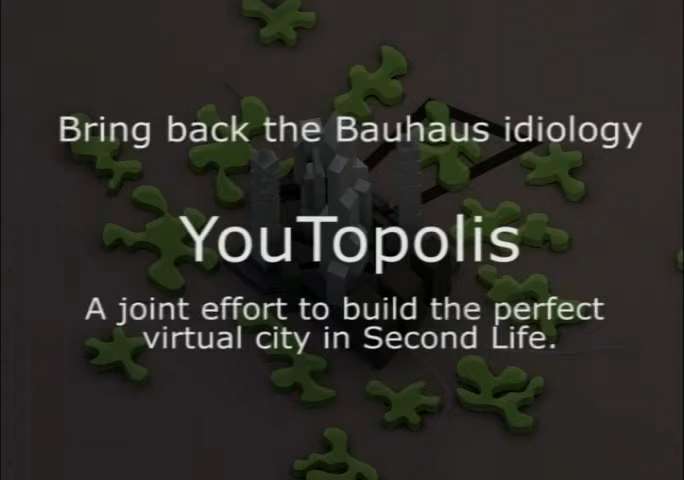 Bring back the Bauhaus idiology
YouTopolis
A joint effort to build the perfect
virtual city in Second Life.